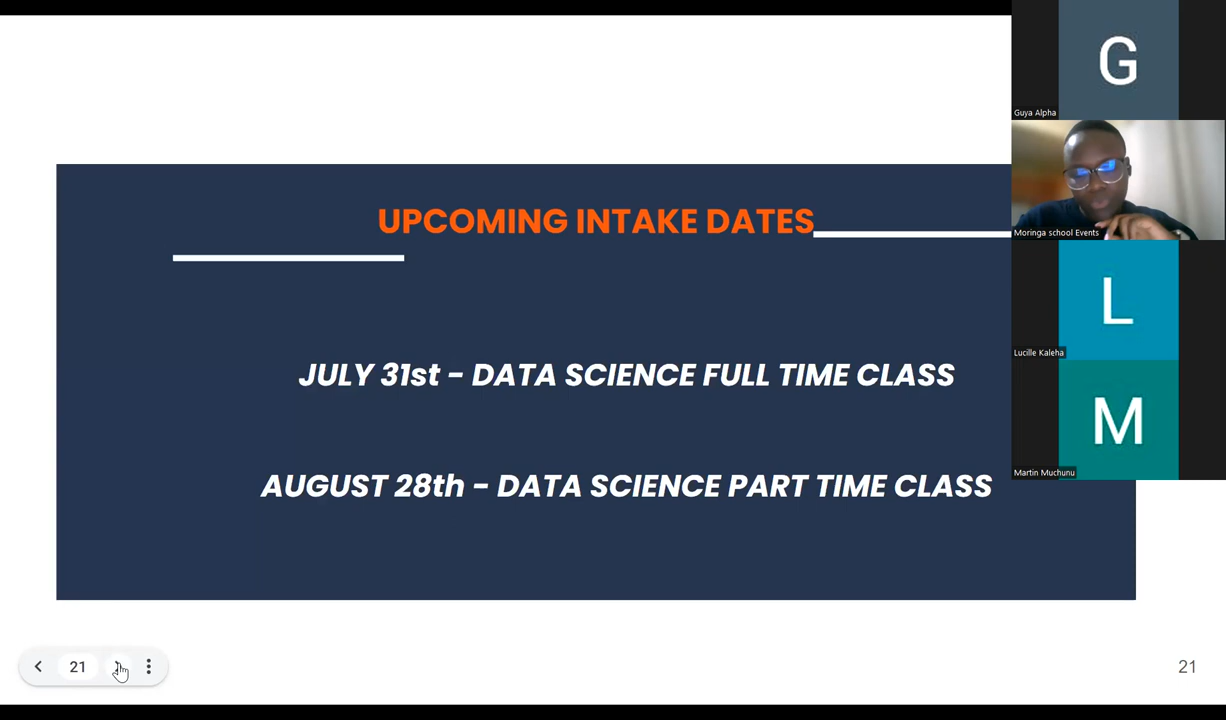 G
Guya Alpha
Moringa school Events
L
Lucille Kaleha
M
Martin Muchunu
UPCOMING INTAKE DATES
JULY 31st - DATA SCIENCE FULL TIME CLASS
AUGUST 28th - DATA SCIENCE PART TIME CLASS
21
21